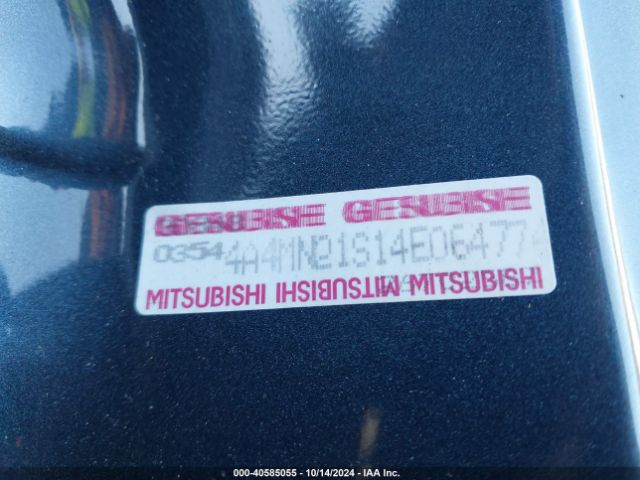 GENUINE GENUINE
0354 4A4MN21S14E064774
MITSUBISHI MITSUBISHI MITSUBISHI
000-40585055 - 10/14/2024 - IAA Inc.